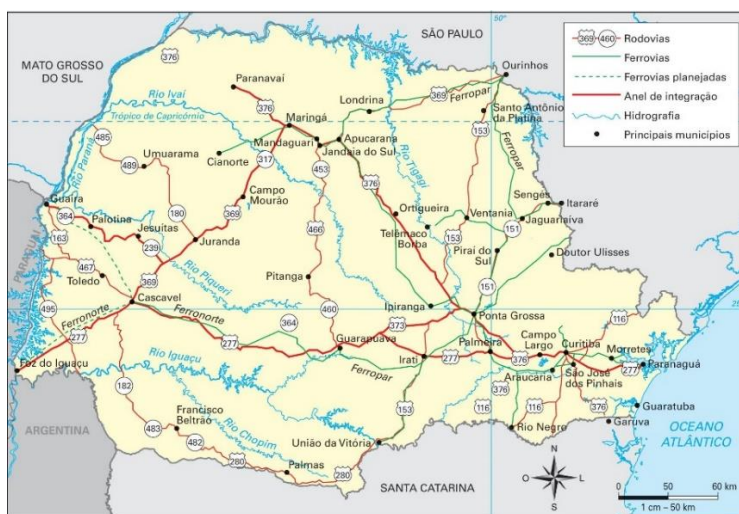 50°
SÃO PAULO
MATO GROSSO
DO SUL
376
Paranavaí
Rio Ivaí
Trópico de Capricórnio
376
Maringá
Mandaguari
Londrina
369
Ferropar
Ourinhos
Santo Antônio
da Platina
153
Apucarana
Jandaia do Sul
Cianorte
317
453
376
Rio Tigagi
Ferropar
485
489
Umuarama
Rio Paraná
Guaíra
364
Palotina
163
Jesuítas
239
180
Juranda
369
Campo
Mourão
466
Ortigueira
Telêmaco
Borba
Ventania
153
Sengés
Itararé
Jaguariaíva
151
Piraí do
Sul
Doutor Ulisses
PARAGUAI
467
Toledo
369
Rio Piqueri
Pitanga
Cascavel
495
Ferronorte
277
Ferronorte
277
364
460
Guarapuava
373
Ipiranga
151
Ponta Grossa
116
Foz do Iguaçu
Rio Iguaçu
Ferropar
Irati
277
Palmeira
376
Campo
Largo
Curitiba
Morretes
277
Paranaguá
Araucária
São José
dos Pinhais
376
116
116
376
Rio Negro
Guaratuba
Garuva
182
Francisco
Beltrão
483
482
Rio Chopim
280
Palmas
280
União da Vitória
153
ARGENTINA
SANTA CATARINA
OCEANO
ATLÂNTICO
369
460
Rodovias
Ferrovias
Ferrovias planejadas
Anel de integração
Hidrografia
Principais municípios
N
O
L
S
0
50
60 km
1 cm – 50 km